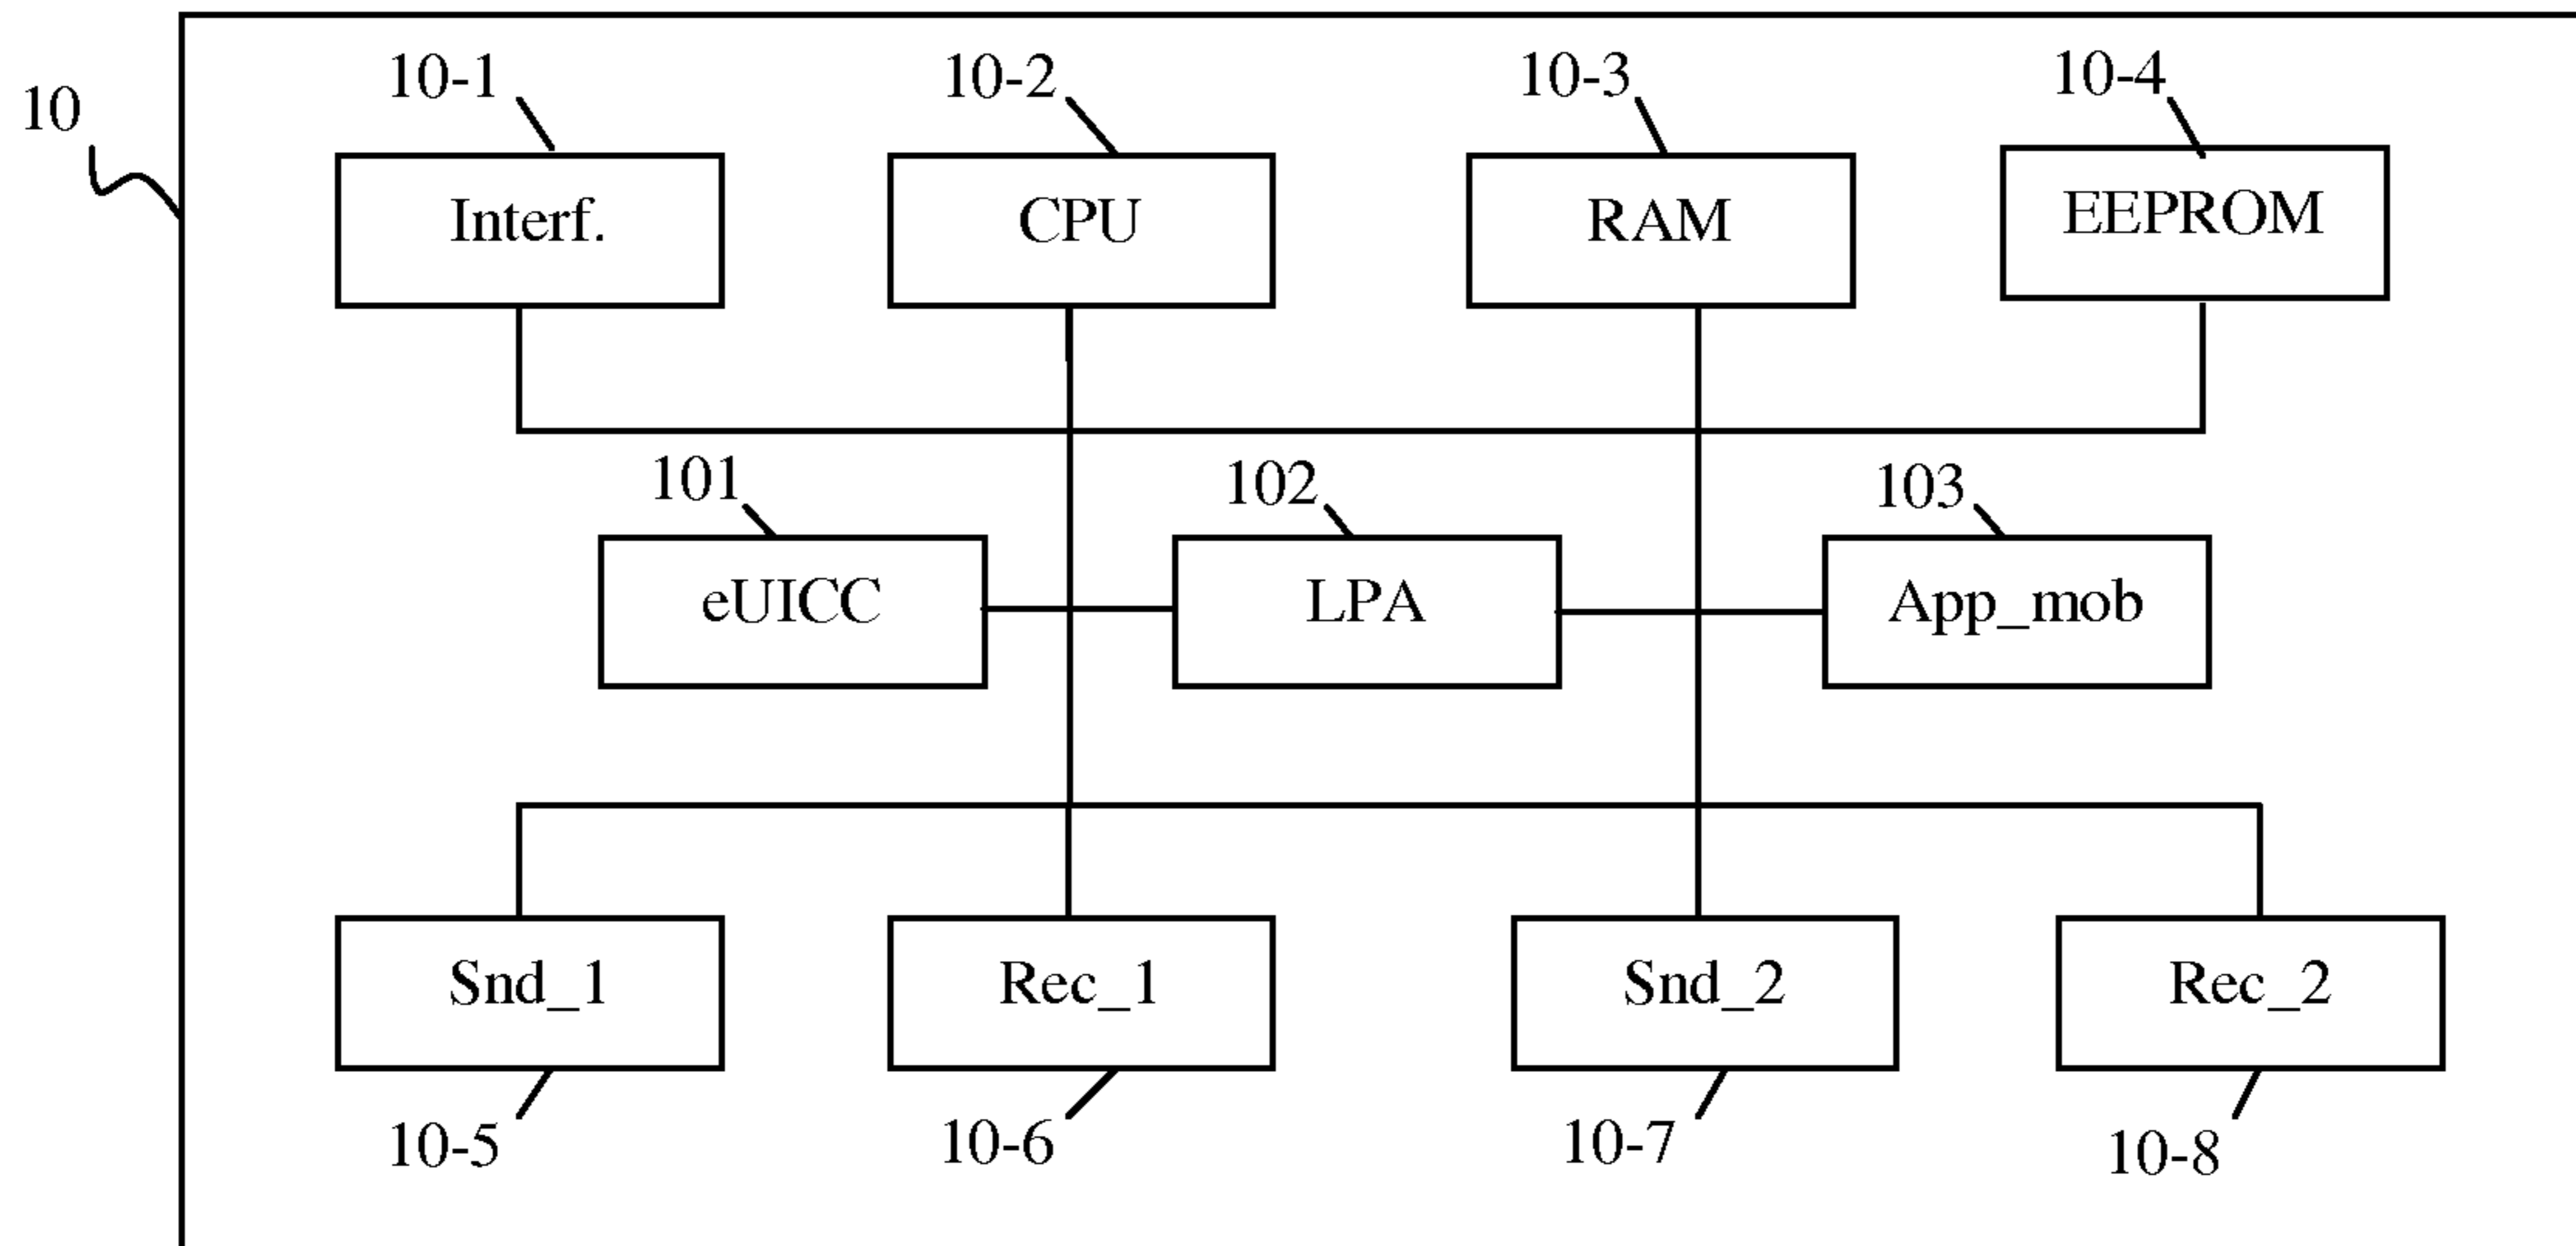 10
10-1 10-2 10-3 10-4
Interf. CPU RAM EEPROM
101 102 103
eUICC LPA App_mob
Snd_1 Rec_1 Snd_2 Rec_2
10-5 10-6 10-7 10-8